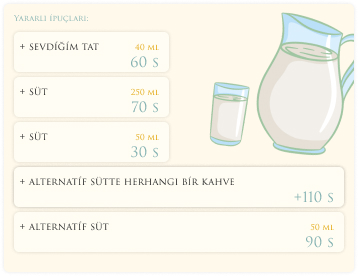 Yararlı ipuçları:
+ SEVDİĞİM TAT 40 ML
60 S
+ SÜT 250 ML
70 S
+ SÜT 50 ML
30 S
+ ALTERNATİF SÜTTE HERHANGI BİR KAHVE
+110 S
+ ALTERNATİF SÜT 50 ML
90 S